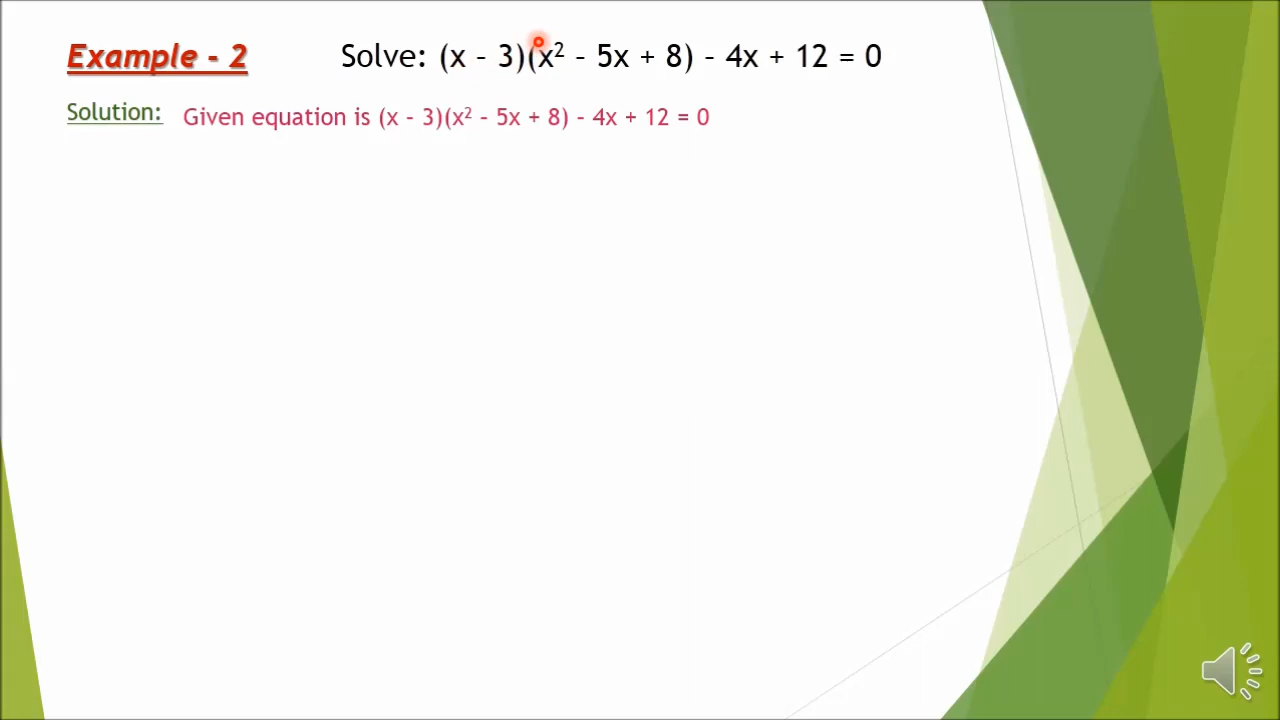 Example - 2 Solve: (x - 3)(x² - 5x + 8) - 4x + 12 = 0
Solution: Given equation is (x - 3)(x² - 5x + 8) - 4x + 12 = 0